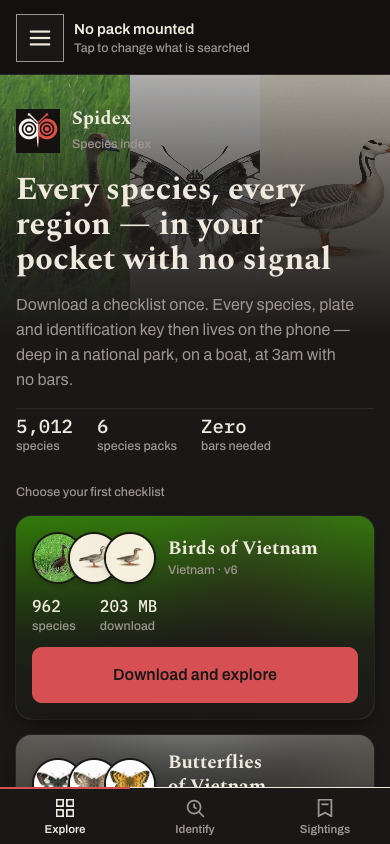 No pack mounted
Tap to change what is searched
Spidex
Species index
Every species, every
region — in your
pocket with no signal
Download a checklist once. Every species, plate
and identification key then lives on the phone —
deep in a national park, on a boat, at 3am with
no bars.
5,012 6 Zero
species species packs bars needed
Choose your first checklist
Birds of Vietnam
Vietnam · v6
962 203 MB
species download
Download and explore
Butterflies
of Vietnam
Explore Identify Sightings